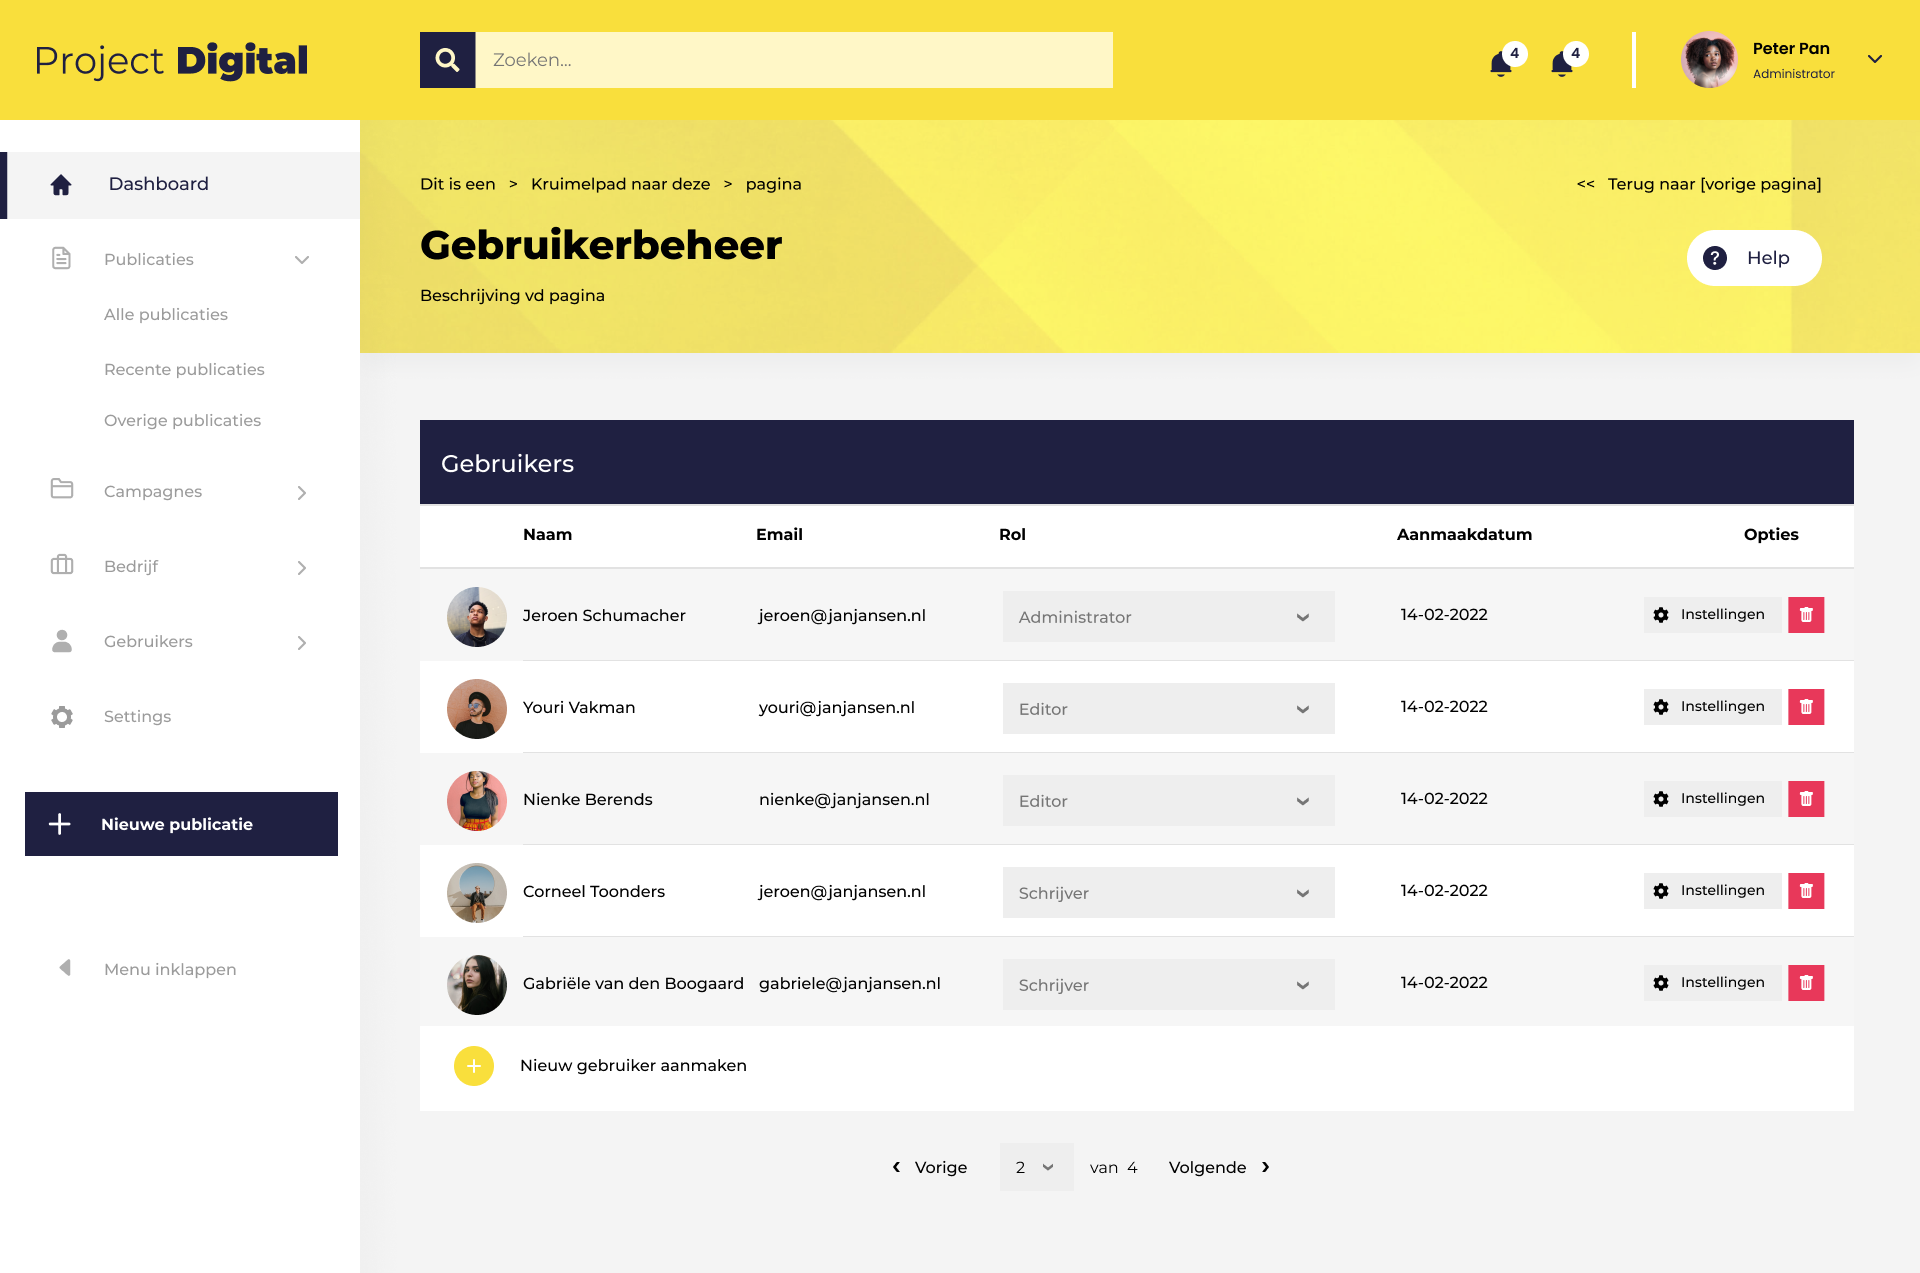 Project Digital
Zoeken...
4
4
Peter Pan
Administrator
Dashboard
Publicaties
Alle publicaties
Recente publicaties
Overige publicaties
Campagnes
Bedrijf
Gebruikers
Settings
Nieuwe publicatie
Menu inklappen
Dit is een > Kruimelpad naar deze > pagina
<< Terug naar [vorige pagina]
Gebruikerbeheer
Beschrijving vd pagina
? Help
Gebruikers
Naam Email Rol Aanmaakdatum Opties
Jeroen Schumacher jeroen@janjansen.nl Administrator 14-02-2022 Instellingen
Youri Vakman youri@janjansen.nl Editor 14-02-2022 Instellingen
Nienke Berends nienke@janjansen.nl Editor 14-02-2022 Instellingen
Corneel Toonders jeroen@janjansen.nl Schrijver 14-02-2022 Instellingen
Gabriële van den Boogaard gabriele@janjansen.nl Schrijver 14-02-2022 Instellingen
Nieuw gebruiker aanmaken
Vorige 2 van 4 Volgende